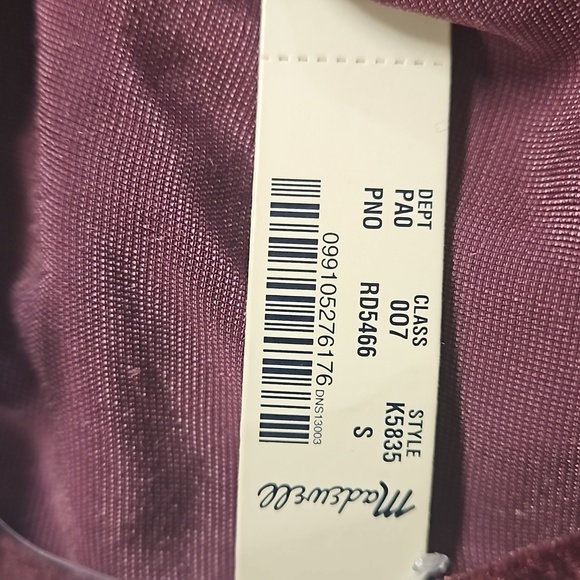 DEPT CLASS STYLE
PA0 007 K5835
PNO RD5466 S
099105276176 DNS13003
Madewell